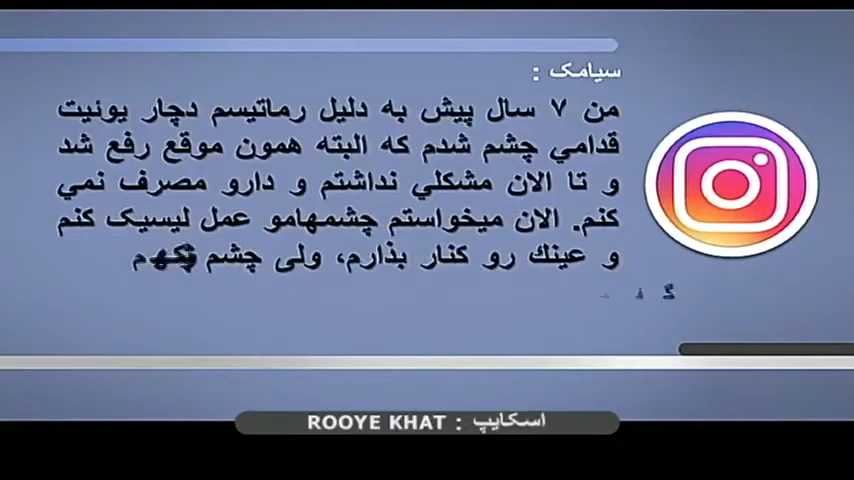 سیامک :
من ۷ سال پیش به دلیل رماتیسم دچار یونیت
قدامي چشم شدم که البته همون موقع رفع شد
و تا الان مشکلي نداشتم و دارو مصرف نمي
کنم. الان میخواستم چشمهامو عمل لیسیک کنم
و عینك رو کنار بذارم، ولی چشم
اسکایپ : ROOYE KHAT